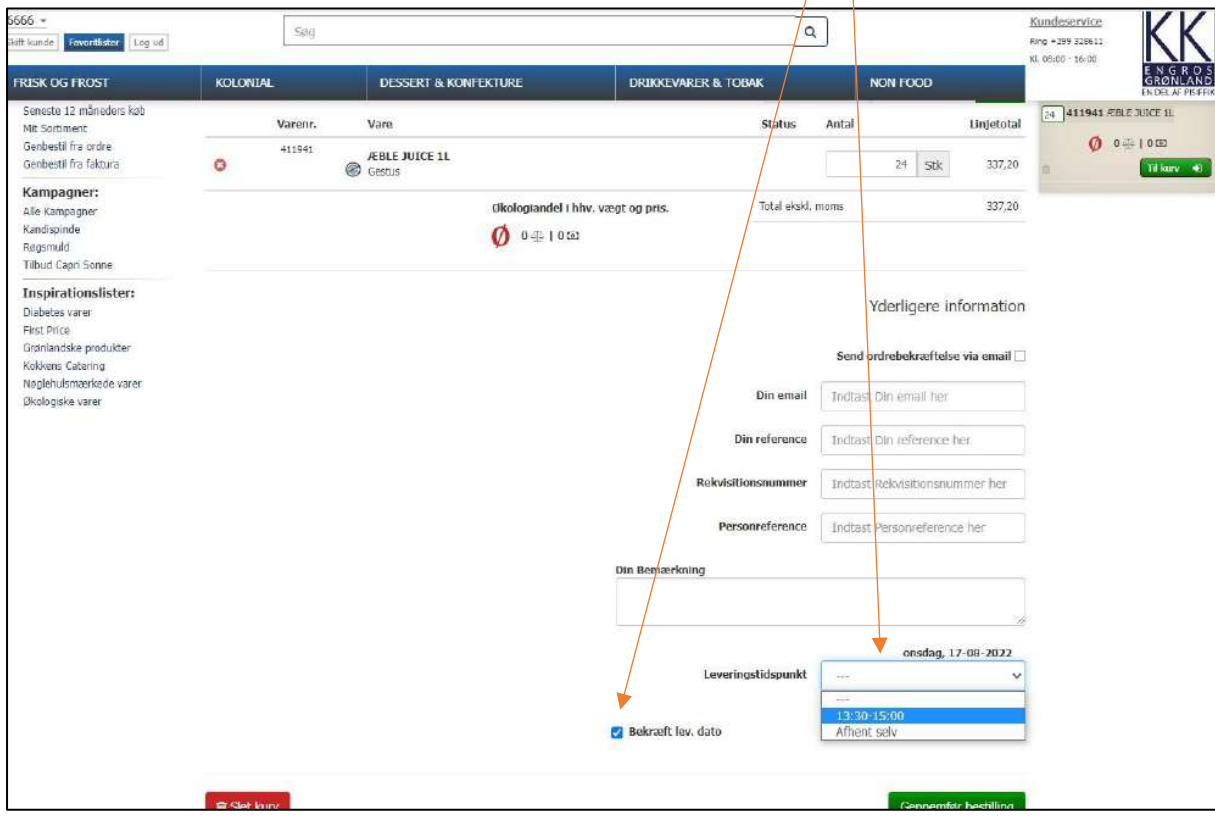 6666
Skift kunde Favoritlister Log ud
Søg
Kundeservice
Ring +299 328611
Kl. 08:00 - 16:00
KK
ENGROS
GRØNLAND
EN DEL AF PISIFFIK
FRISK OG FROST KOLONIAL DESSERT & KONFEKTURE DRIKKEVARER & TOBAK NON FOOD
Seneste 12 måneders køb
Mit Sortiment
Genbestil fra ordre
Genbestil fra faktura
Kampagner:
Alle Kampagner
Kandispinde
Røgsmuld
Tilbud Capri Sonne
Inspirationslister:
Diabetes varer
First Price
Grønlandske produkter
Kokkens Catering
Nøglehulsmærkede varer
Økologiske varer
Varenr. Vare Status Antal Linjetotal
411941 ÆBLE JUICE 1L 24 Stk 337,20
Gestus
Økologiandel i hhv. vægt og pris. Total ekskl. moms 337,20
Ø 0 | 0
24 411941 ÆBLE JUICE 1L
Ø 0 | 0
Til kurv
Yderligere information
Send ordrebekræftelse via email
Din email Indtast Din email her
Din reference Indtast Din reference her
Rekvisitionsnummer Indtast Rekvisitionsnummer her
Personreference Indtast Personreference her
Din Bemærkning
onsdag, 17-08-2022
Leveringstidspunkt ---
---
13:30-15:00
Afhent selv
Bekræft lev. dato
Slet kurv Gennemfør bestilling